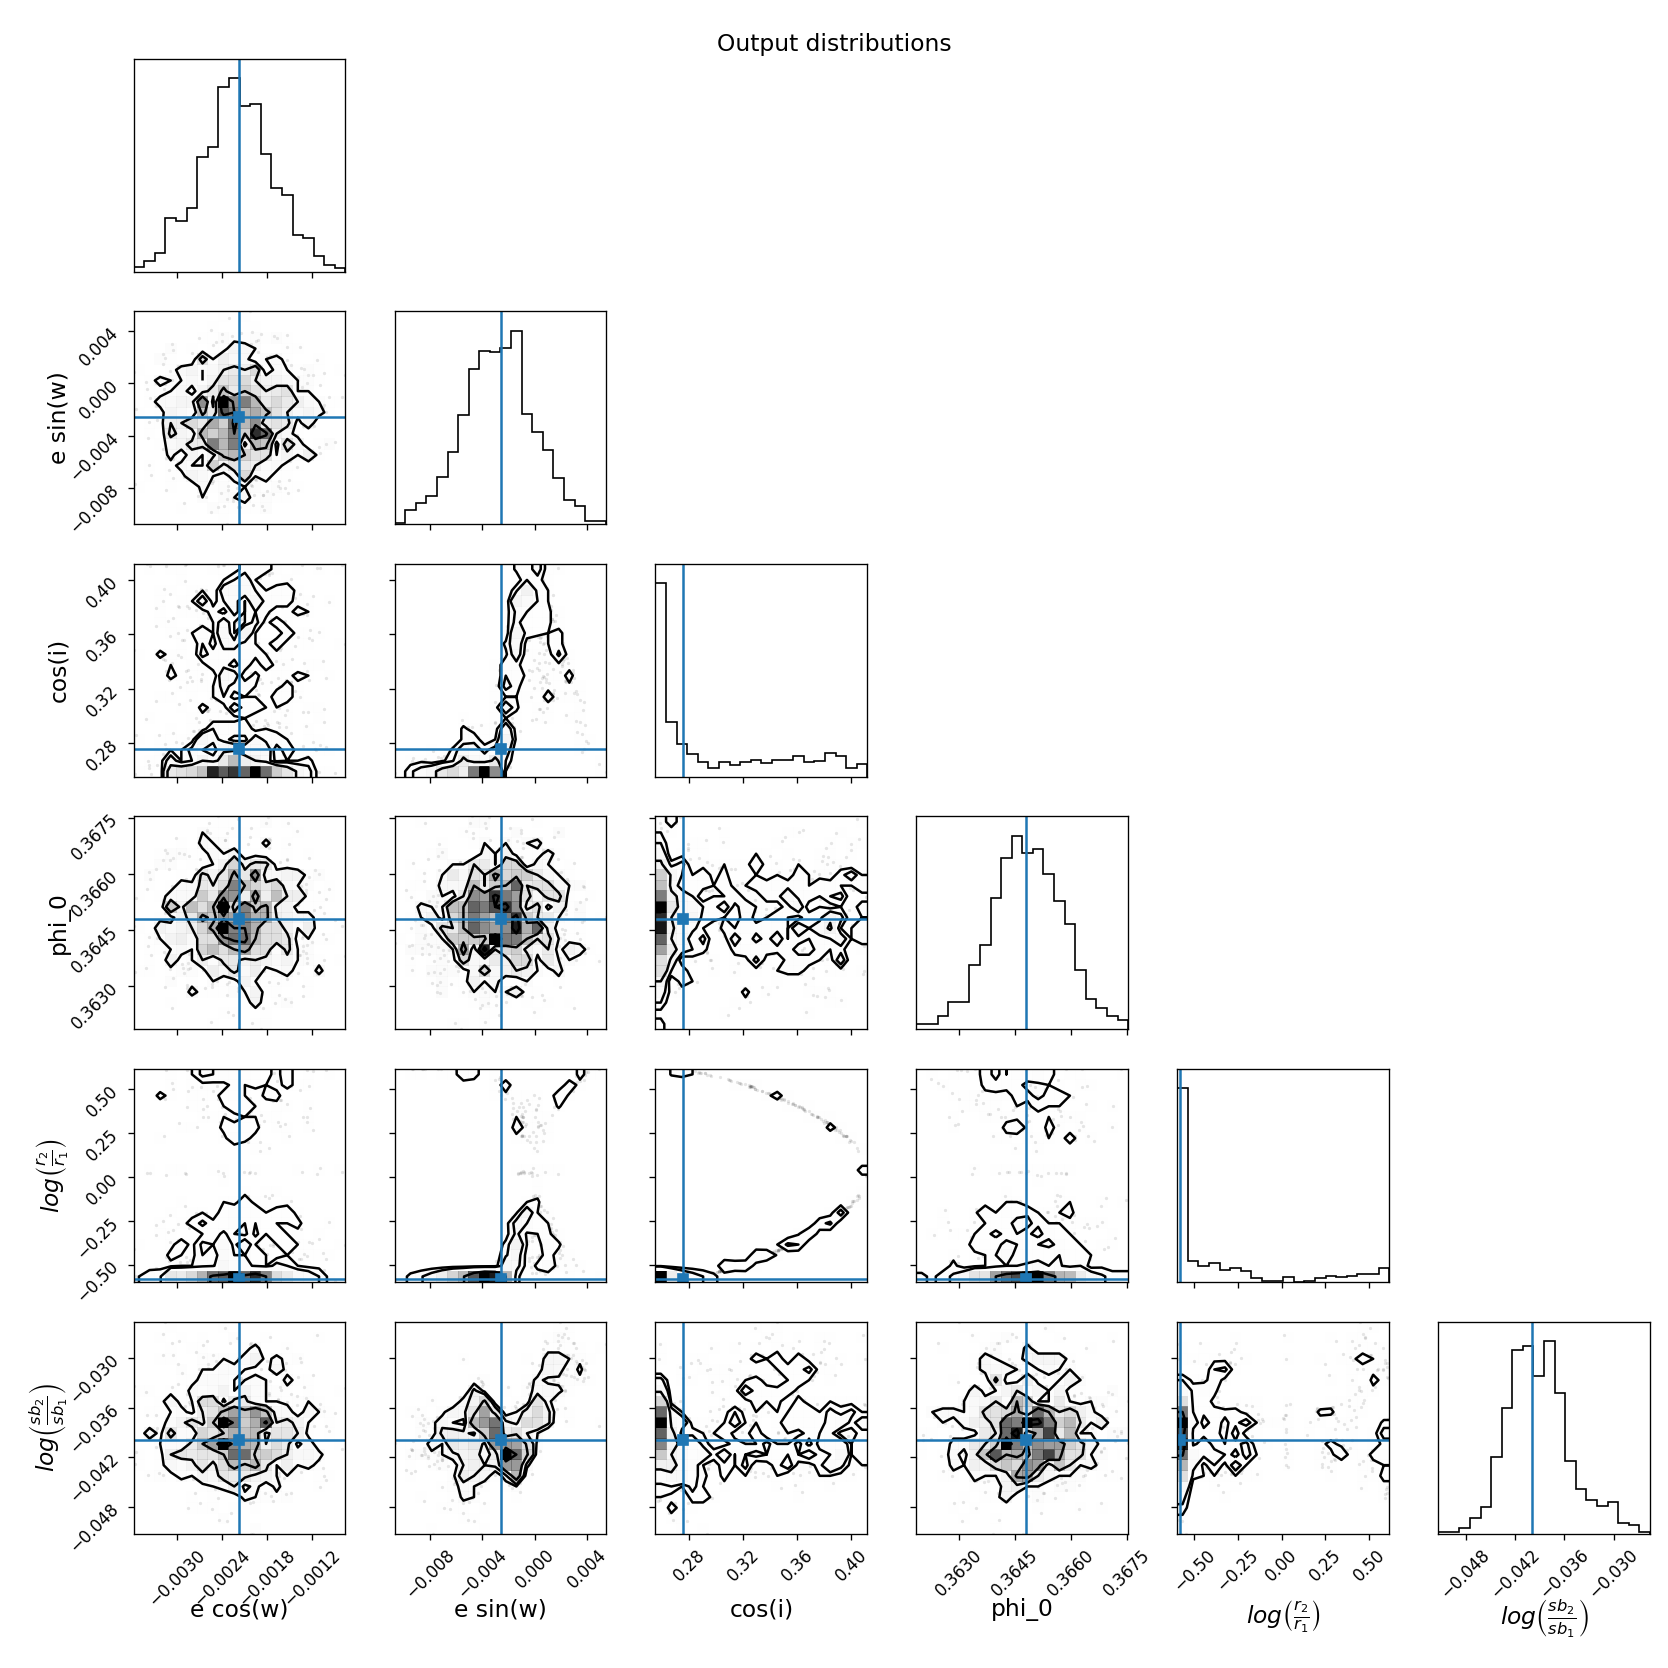 Output distributions
0.004
0.000
−0.004
−0.008
e sin(w)
0.40
0.36
0.32
0.28
cos(i)
0.3675
0.3660
0.3645
0.3630
phi_0
0.50
0.25
0.00
−0.25
−0.50
log(r2/r1)
−0.030
−0.036
−0.042
−0.048
log(sb2/sb1)
−0.0030 −0.0024 −0.0018 −0.0012
−0.008 −0.004 0.000 0.004
0.28 0.32 0.36 0.40
0.3630 0.3645 0.3660 0.3675
−0.50 −0.25 0.00 0.25 0.50
−0.048 −0.042 −0.036 −0.030
e cos(w) e sin(w) cos(i) phi_0 log(r2/r1) log(sb2/sb1)